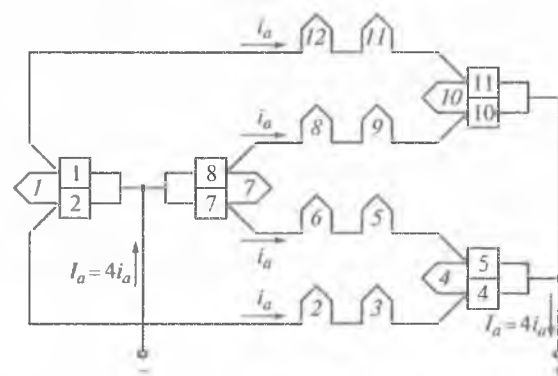 i_a 12 11
11
10 10
i_a 8 9
1 1 8 7
2 7
6 5
i_a
5
I_a = 4i_a 4 4
i_a 2 3
I_a = 4i_a